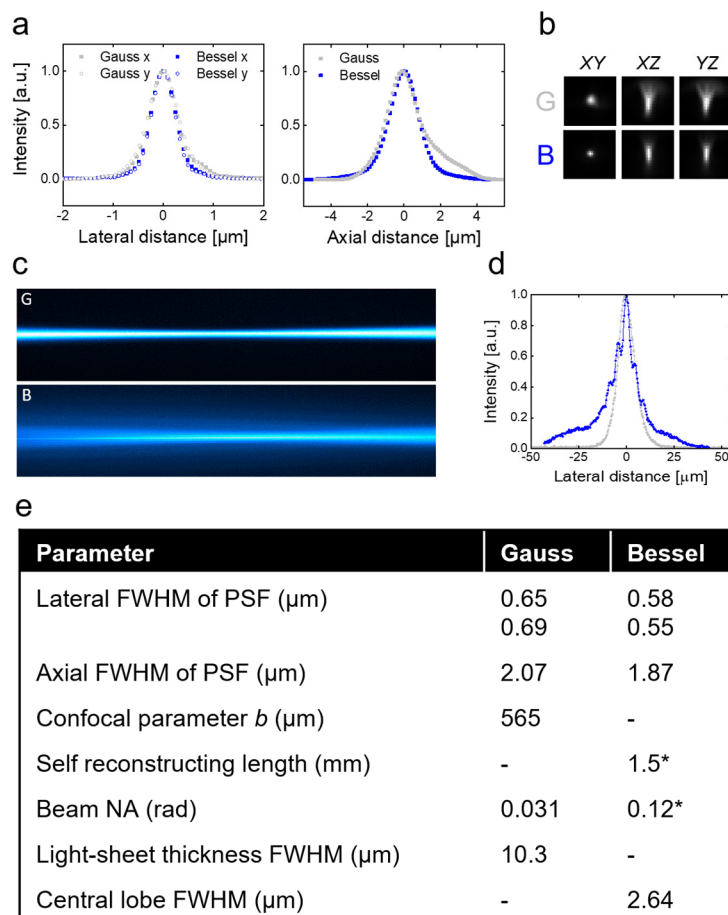 a
Gauss x
Gauss y
Bessel x
Bessel y
Intensity [a.u.]
1.0
0.5
0.0
-2
-1
0
1
2
Lateral distance [µm]
Gauss
Bessel
1.0
0.5
0.0
-4
-2
0
2
4
Axial distance [µm]
b
XY
XZ
YZ
G
B
c
G
B
d
Intensity [a.u.]
1.0
0.8
0.6
0.4
0.2
0.0
-50
-25
0
25
50
Lateral distance [µm]
e
Parameter Gauss Bessel
Lateral FWHM of PSF (µm) 0.65 0.58
0.69 0.55
Axial FWHM of PSF (µm) 2.07 1.87
Confocal parameter b (µm) 565 -
Self reconstructing length (mm) - 1.5*
Beam NA (rad) 0.031 0.12*
Light-sheet thickness FWHM (µm) 10.3 -
Central lobe FWHM (µm) - 2.64